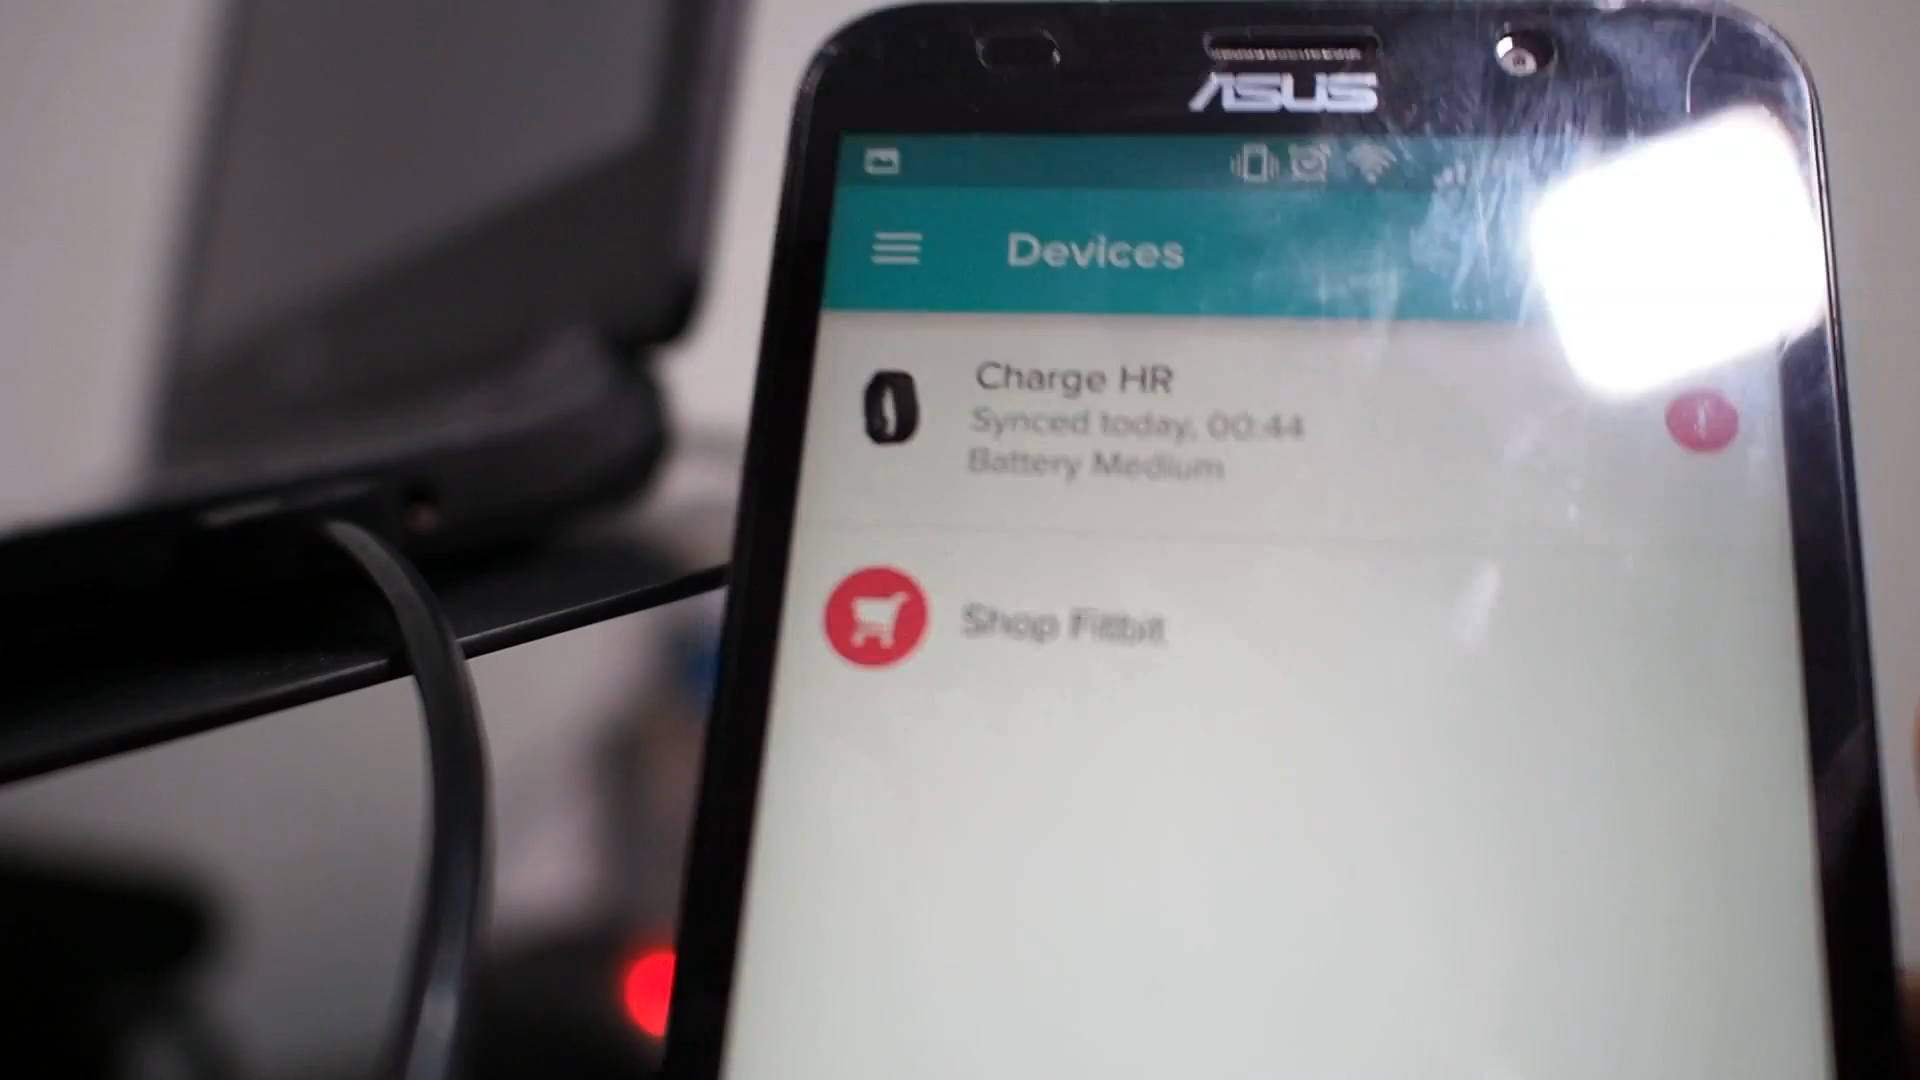 ASUS
Devices
Charge HR
Synced today, 00:44
Battery Medium
Shop Fitbit